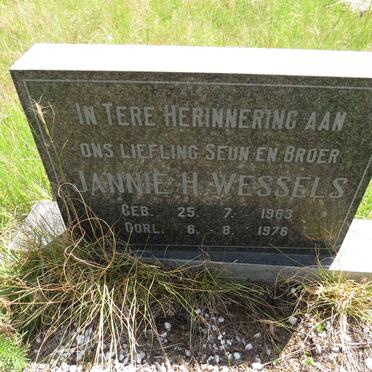 IN TERE HERINNERING AAN
ONS LIEFLING SEUN EN BROER
JANNIE H. WESSELS
GEB. 25. 7. 1963
OORL. 6. 8. 1976